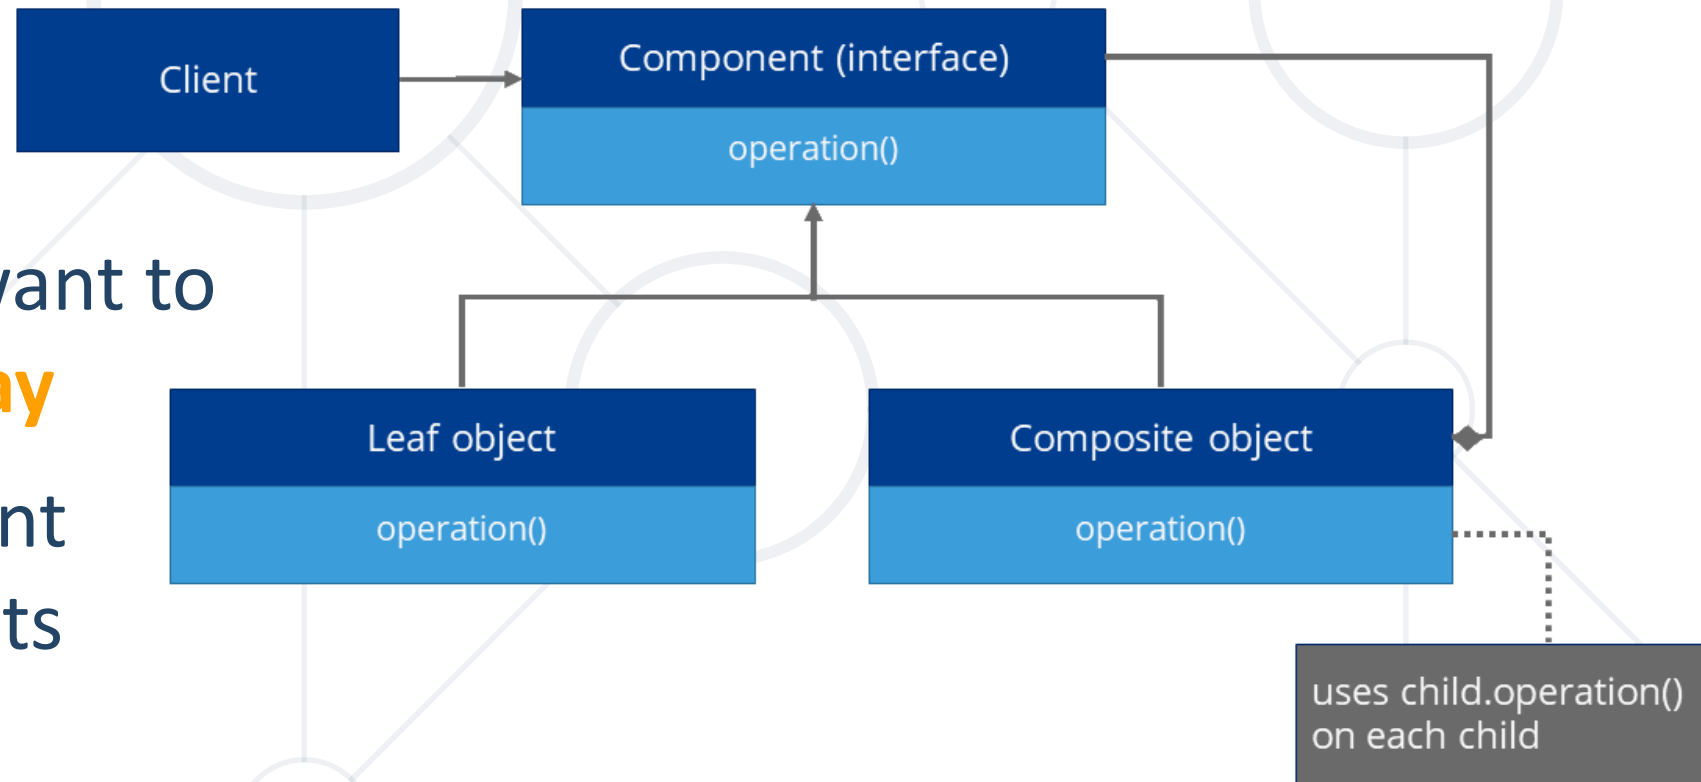 Client
Component (interface)
operation()
want to
ay
nt
ts
Leaf object
operation()
Composite object
operation()
uses child.operation()
on each child